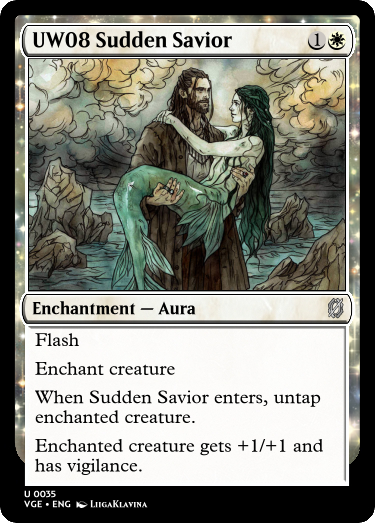 UW08 Sudden Savior 1
Enchantment — Aura
Flash
Enchant creature
When Sudden Savior enters, untap
enchanted creature.
Enchanted creature gets +1/+1 and
has vigilance.
U 0035
VGE • ENG LIIGAKLAVINA